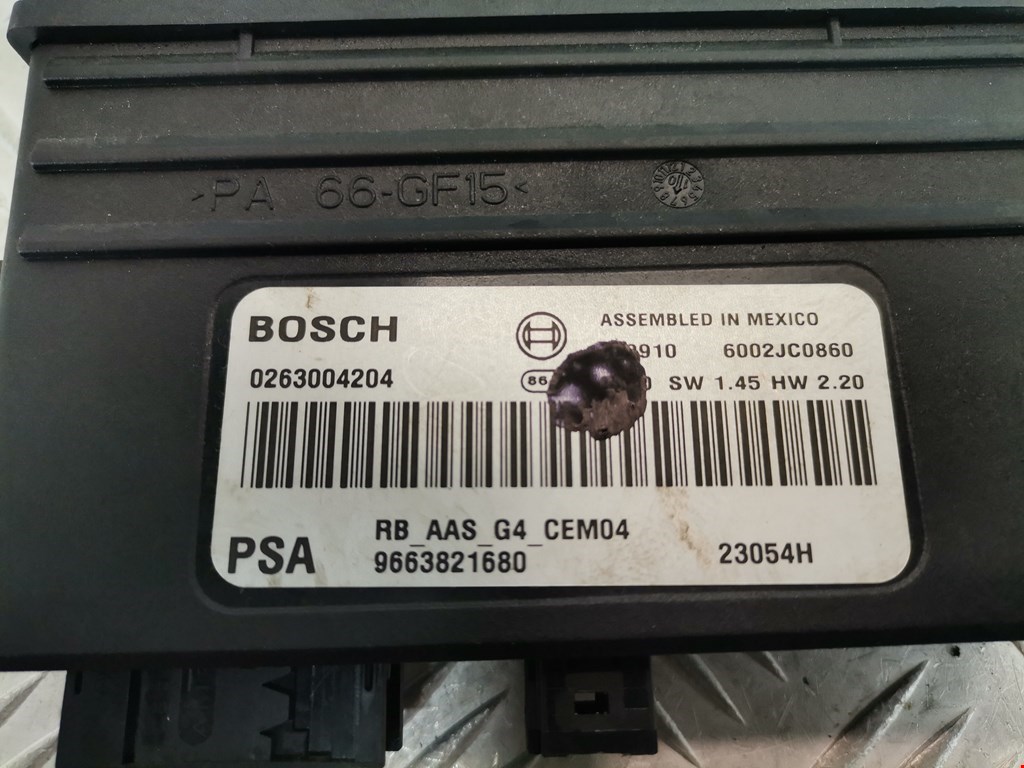 >PA 66-GF15<
BOSCH
ASSEMBLED IN MEXICO
6002JC0860
0263004204
SW 1.45 HW 2.20
RB_AAS_G4_CEM04
PSA
9663821680
23054H